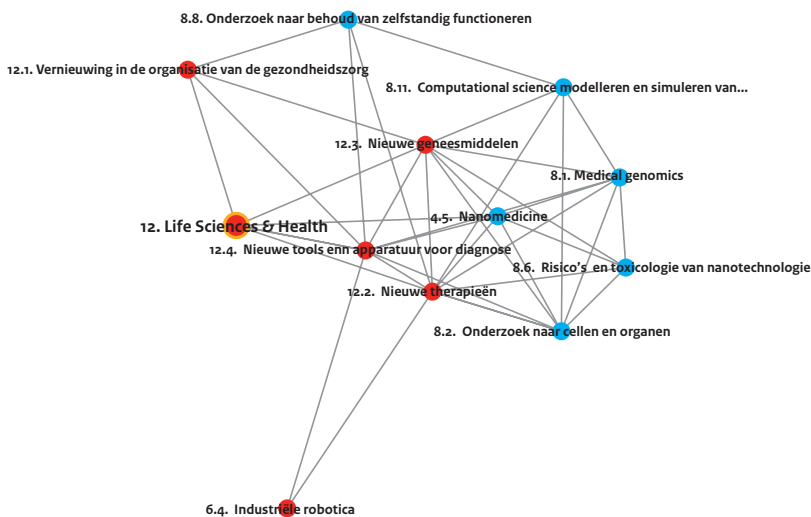 8.8. Onderzoek naar behoud van zelfstandig functioneren
12.1. Vernieuwing in de organisatie van de gezondheidszorg
8.11. Computational science modelleren en simuleren van...
12.3. Nieuwe geneesmiddelen
8.1. Medical genomics
4.5. Nanomedicine
12. Life Sciences & Health
12.4. Nieuwe tools enn apparatuur voor diagnose
8.6. Risico's en toxicologie van nanotechnologie
12.2. Nieuwe therapieën
8.2. Onderzoek naar cellen en organen
6.4. Industriële robotica